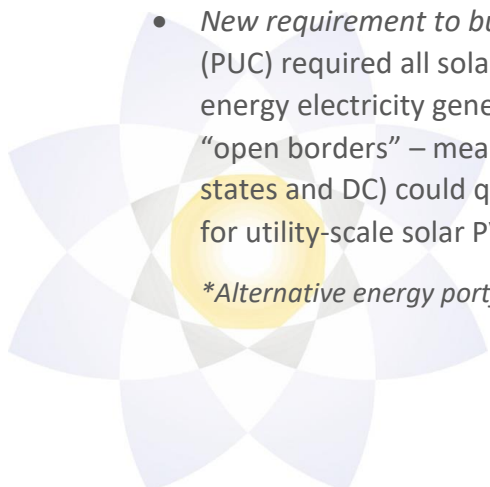 • New requirement to bu
(PUC) required all sola
energy electricity gene
“open borders” – mea
states and DC) could q
for utility-scale solar P
*Alternative energy port